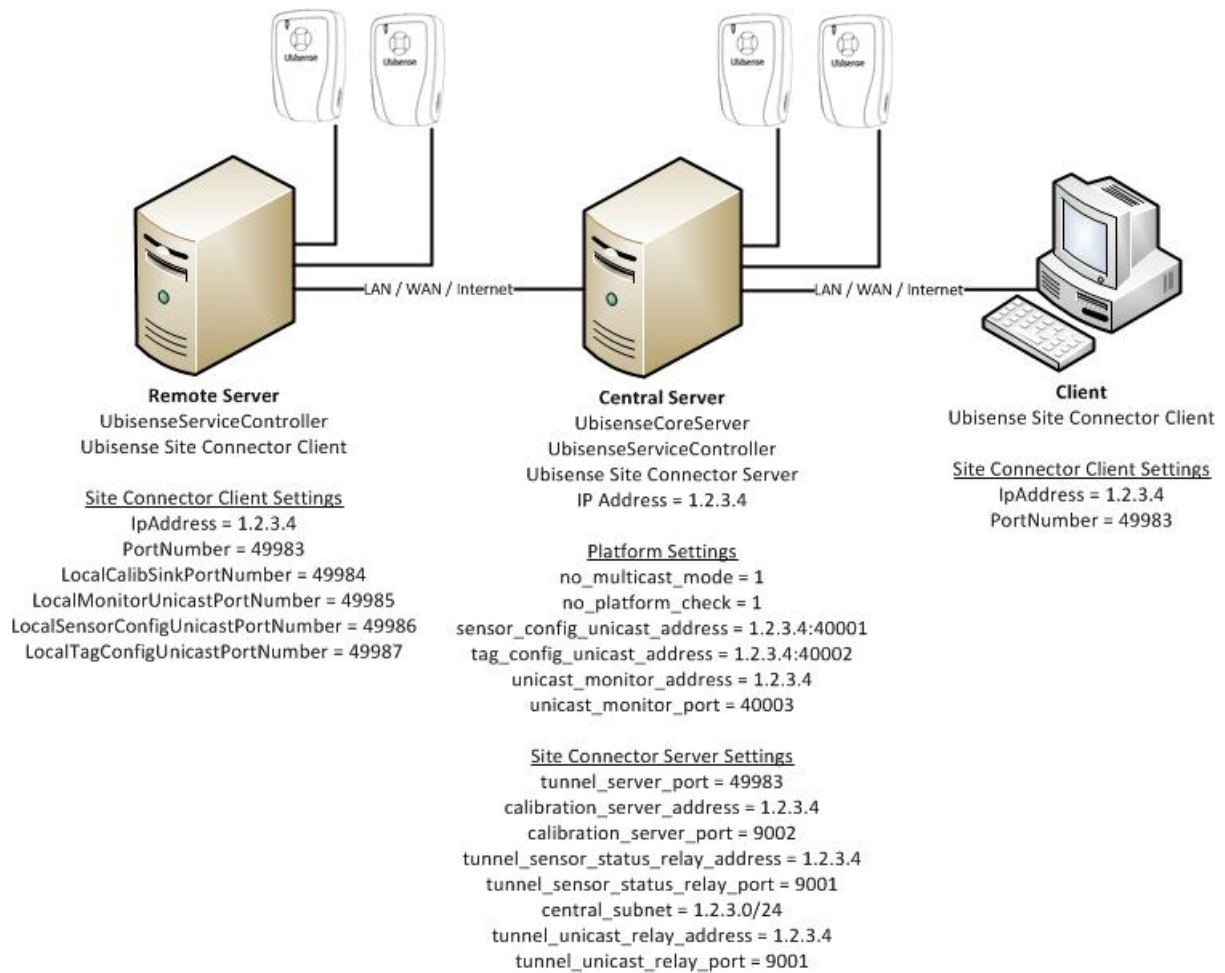 Ubisense
Ubisense
Ubisense
Ubisense
LAN / WAN / Internet
LAN / WAN / Internet
Remote Server
UbisenseServiceController
Ubisense Site Connector Client
Site Connector Client Settings
IpAddress = 1.2.3.4
PortNumber = 49983
LocalCalibSinkPortNumber = 49984
LocalMonitorUnicastPortNumber = 49985
LocalSensorConfigUnicastPortNumber = 49986
LocalTagConfigUnicastPortNumber = 49987
Central Server
UbisenseCoreServer
UbisenseServiceController
Ubisense Site Connector Server
IP Address = 1.2.3.4
Platform Settings
no_multicast_mode = 1
no_platform_check = 1
sensor_config_unicast_address = 1.2.3.4:40001
tag_config_unicast_address = 1.2.3.4:40002
unicast_monitor_address = 1.2.3.4
unicast_monitor_port = 40003
Site Connector Server Settings
tunnel_server_port = 49983
calibration_server_address = 1.2.3.4
calibration_server_port = 9002
tunnel_sensor_status_relay_address = 1.2.3.4
tunnel_sensor_status_relay_port = 9001
central_subnet = 1.2.3.0/24
tunnel_unicast_relay_address = 1.2.3.4
tunnel_unicast_relay_port = 9001
Client
Ubisense Site Connector Client
Site Connector Client Settings
IpAddress = 1.2.3.4
PortNumber = 49983